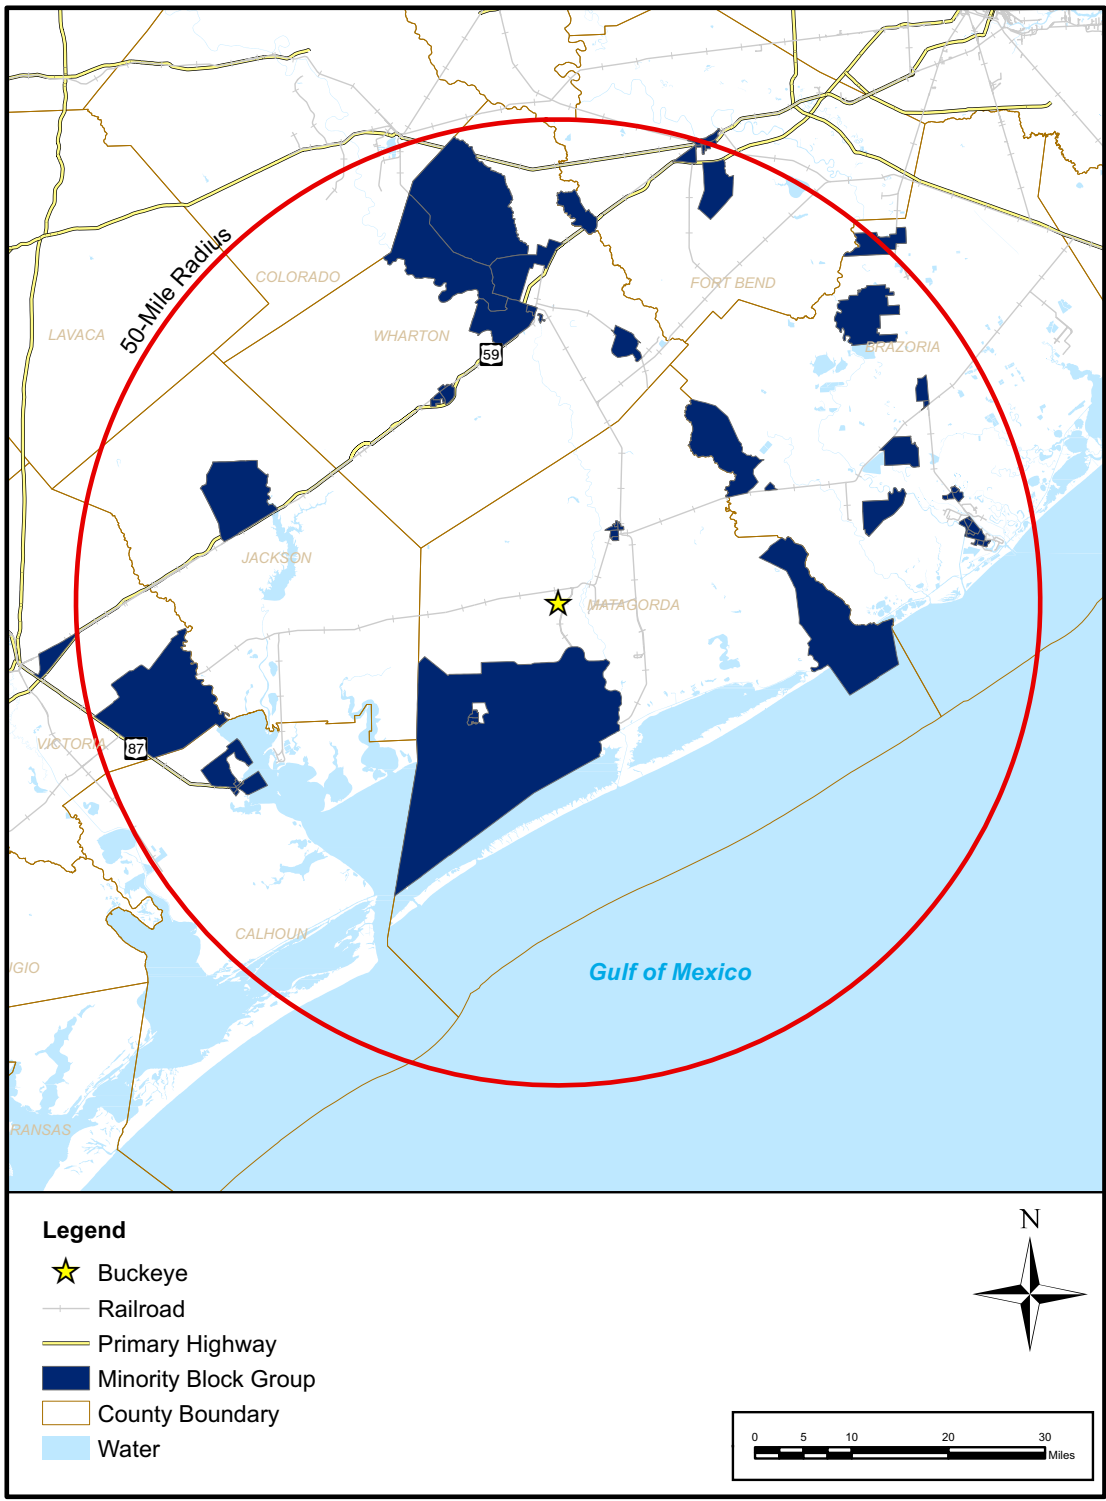 50-Mile Radius
COLORADO
FORT BEND
LAVACA
WHARTON
BRAZORIA
59
JACKSON
MATAGORDA
VICTORIA
87
CALHOUN
GIO
Gulf of Mexico
RANSAS
Legend
Buckeye
Railroad
Primary Highway
Minority Block Group
County Boundary
Water
N
0 5 10 20 30
Miles